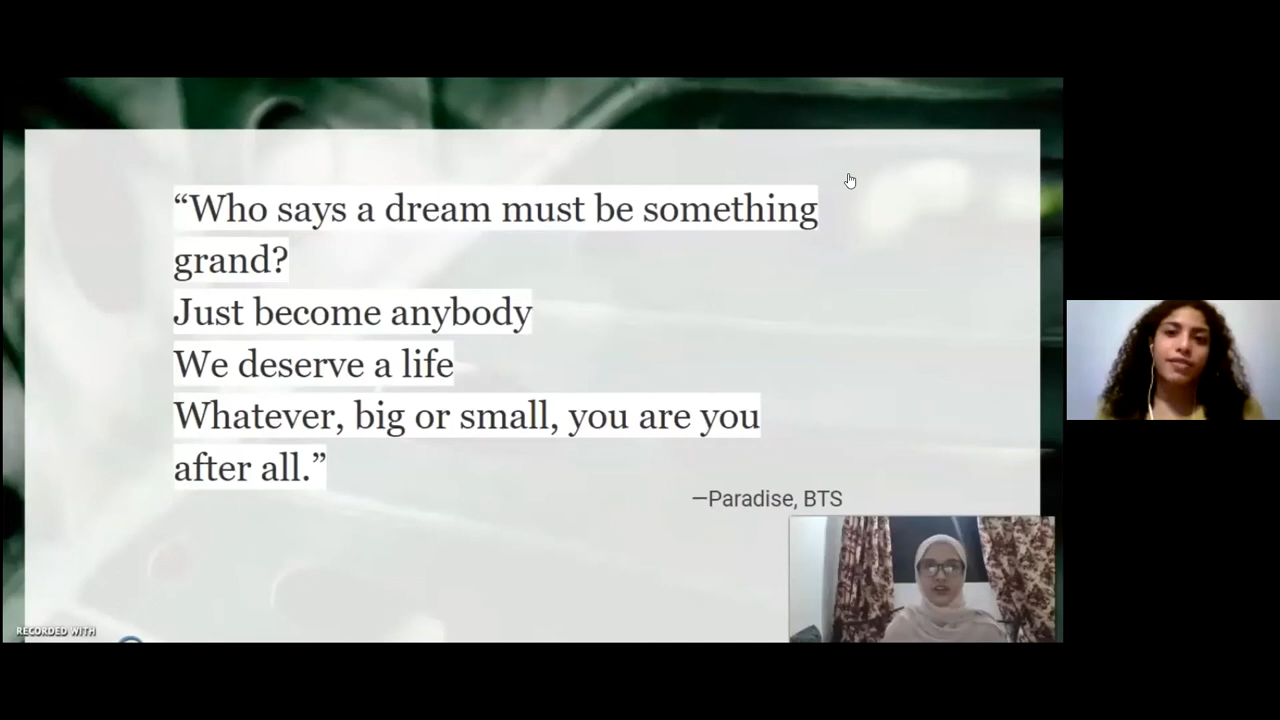 “Who says a dream must be something
grand?
Just become anybody
We deserve a life
Whatever, big or small, you are you
after all.”
—Paradise, BTS
RECORDED WITH